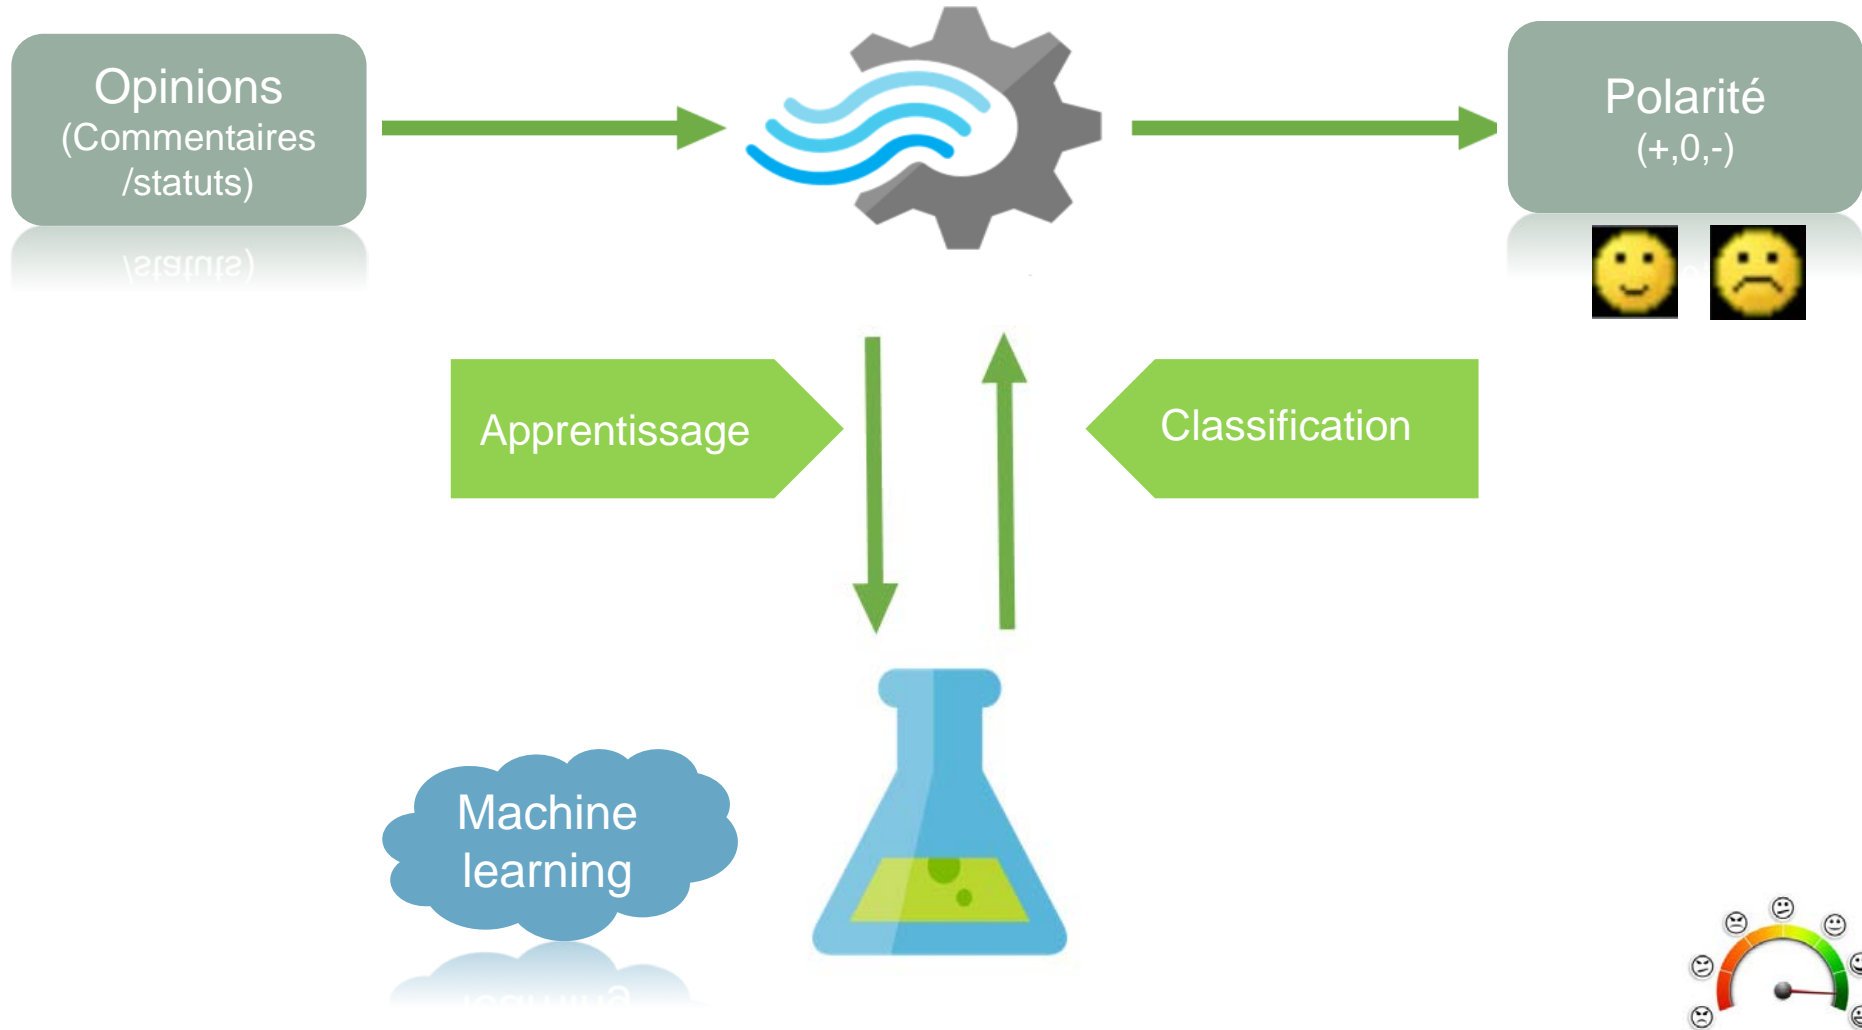 Opinions
(Commentaires
/statuts)
Polarité
(+,0,-)
Apprentissage
Classification
Machine
learning